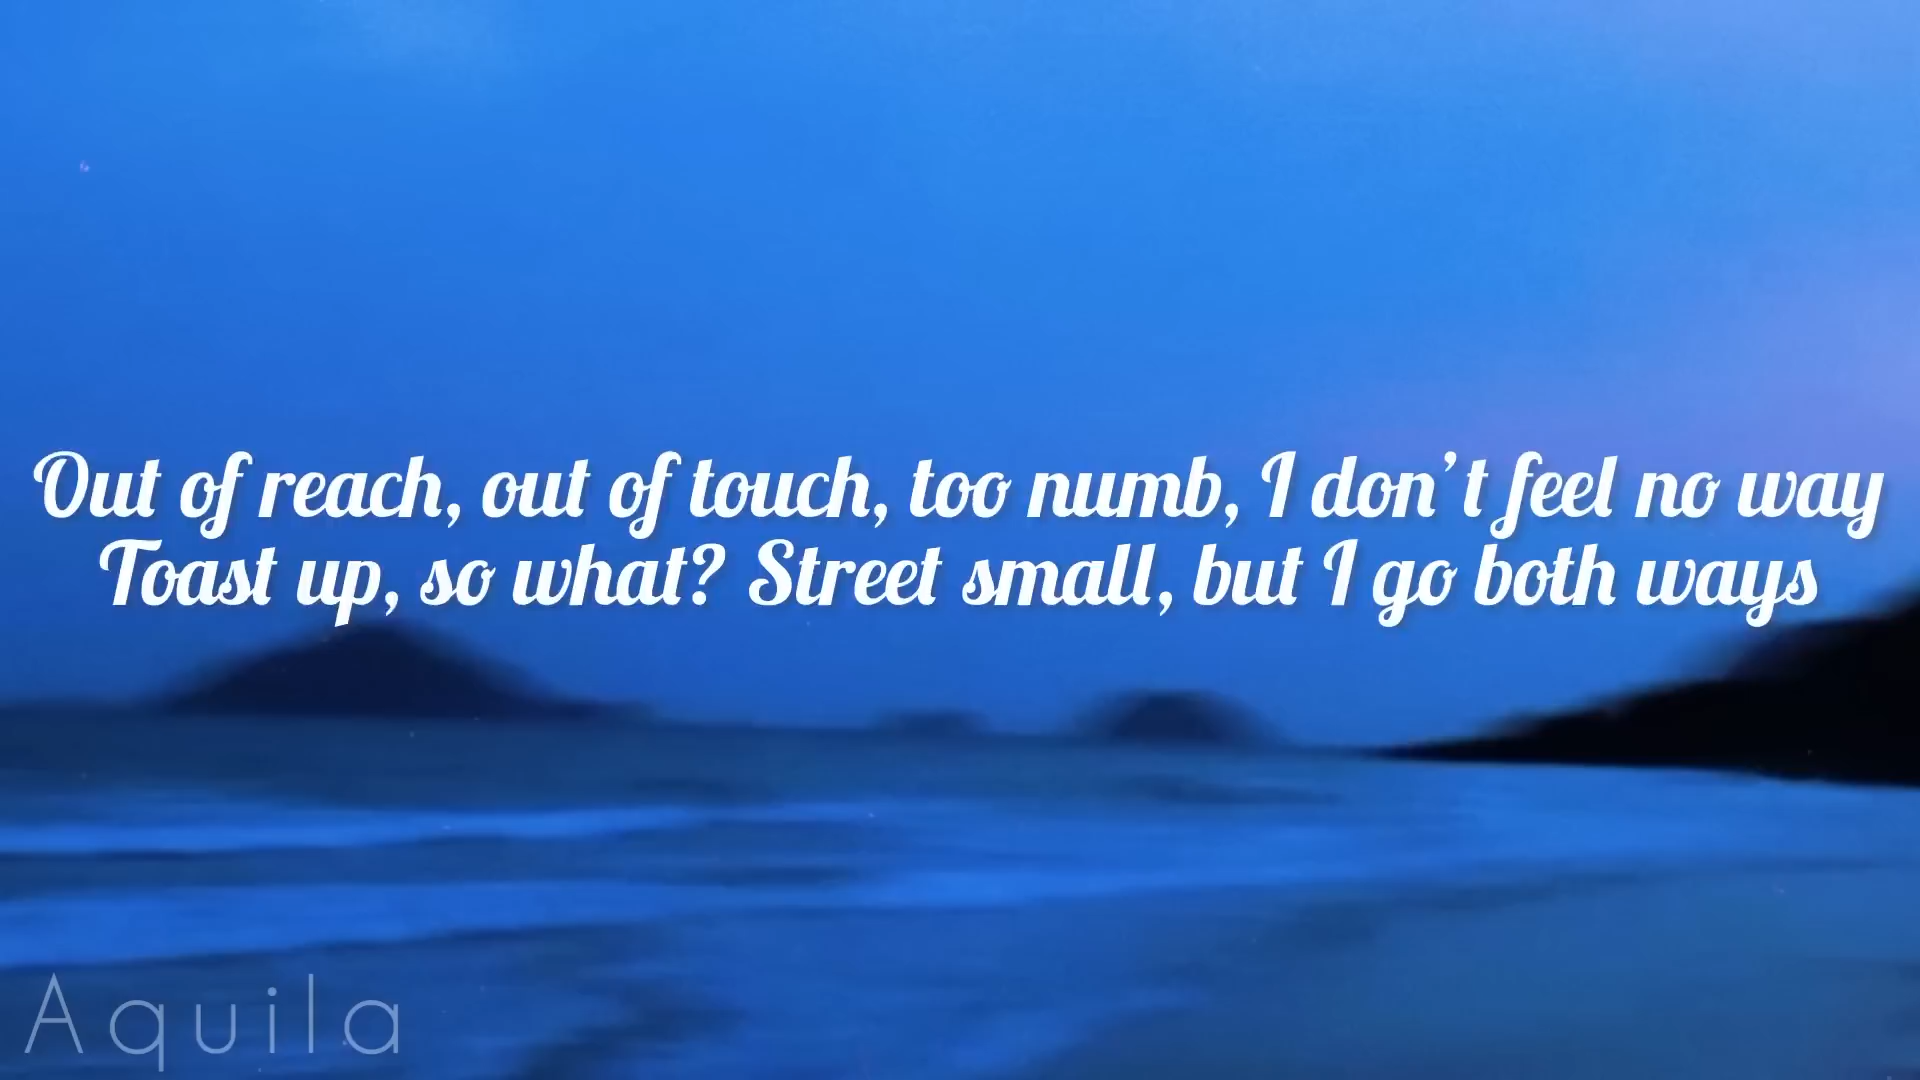 Out of reach, out of touch, too numb, I don't feel no way
Toast up, so what? Street small, but I go both ways
Aquila